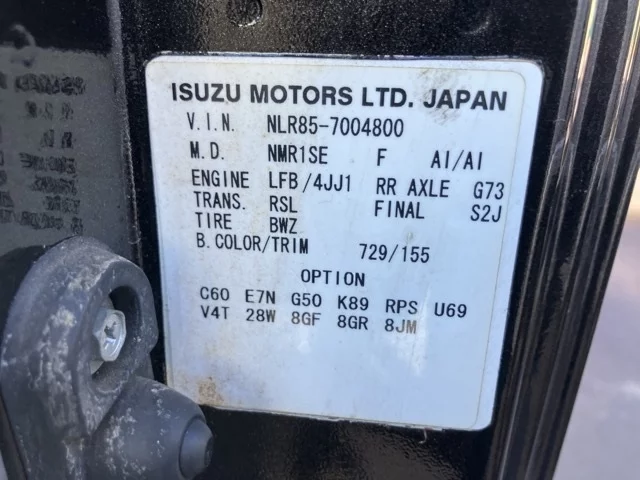 ISUZU MOTORS LTD. JAPAN
V.I.N. NLR85-7004800
M.D. NMR1SE F AI/AI
ENGINE LFB/4JJ1 RR AXLE G73
TRANS. RSL FINAL S2J
TIRE BWZ
B.COLOR/TRIM 729/155
OPTION
C60 E7N G50 K89 RPS U69
V4T 28W 8GF 8GR 8JM